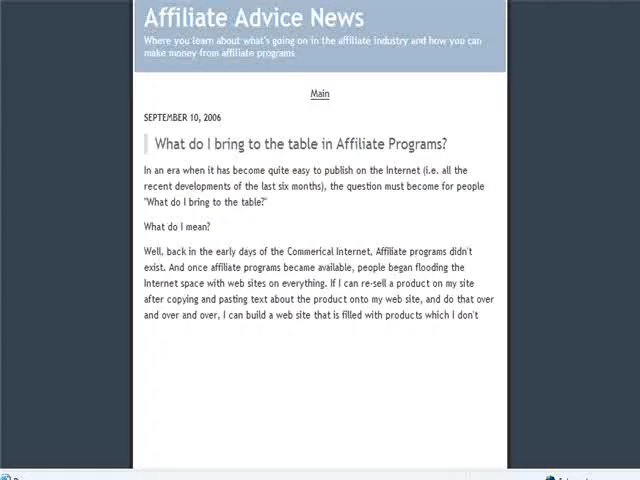 Affiliate Advice News
Where you learn about what's going on in the affiliate industry and how you can
make money from affiliate programs
Main
SEPTEMBER 10, 2006
What do I bring to the table in Affiliate Programs?
In an era when it has become quite easy to publish on the Internet (i.e. all the
recent developments of the last six months), the question must become for people
"What do I bring to the table?"
What do I mean?
Well, back in the early days of the Commerical Internet, Affiliate programs didn't
exist. And once affiliate programs became available, people began flooding the
Internet space with web sites on everything. If I can re-sell a product on my site
after copying and pasting text about the product onto my web site, and do that over
and over and over, I can build a web site that is filled with products which I don't